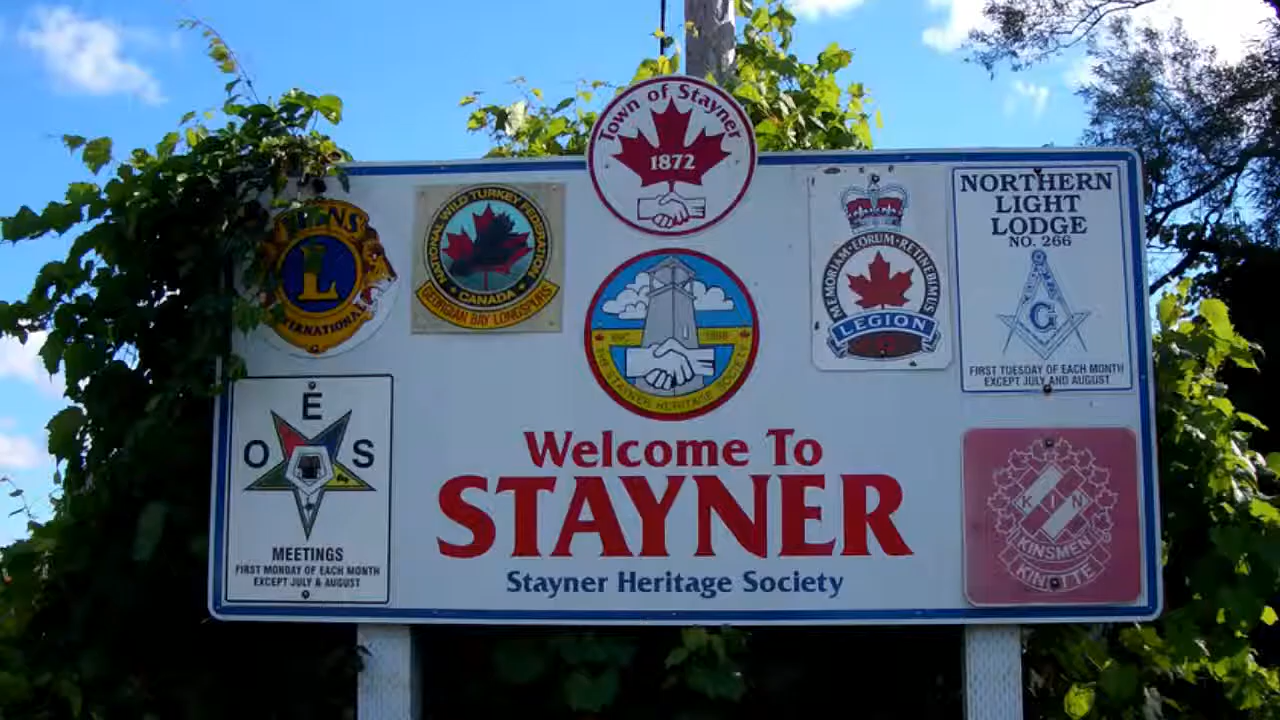 Town of Stayner
1872
LIONS
L
INTERNATIONAL
NATIONAL WILD TURKEY FEDERATION
CANADA
GEORGIAN BAY LONGSPURS
THE STAYNER HERITAGE SOCIETY
MEMORIAM EORUM RETINEBIMUS
LEGION
NORTHERN
LIGHT
LODGE
NO. 266
G
FIRST TUESDAY OF EACH MONTH
EXCEPT JULY AND AUGUST
E
O S
MEETINGS
FIRST MONDAY OF EACH MONTH
EXCEPT JULY & AUGUST
Welcome To
STAYNER
Stayner Heritage Society
KIN
KINSMEN
KINETTE